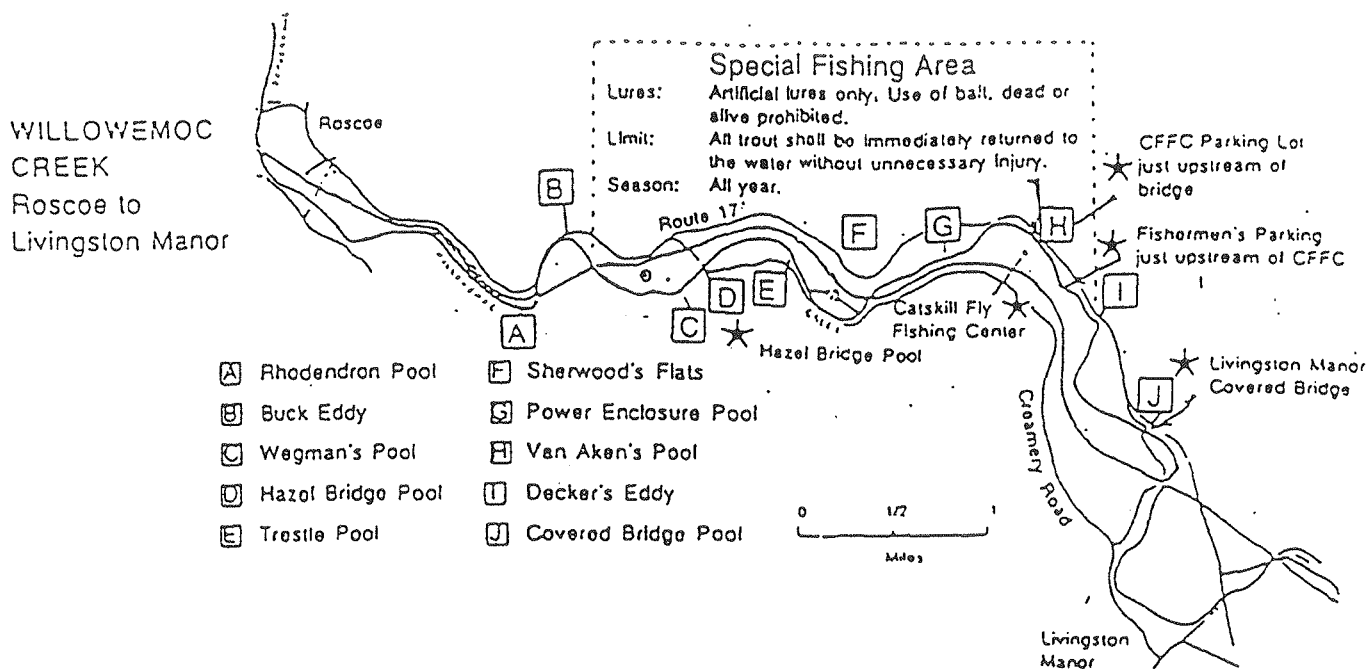 WILLOWEMOC
CREEK
Roscoe to
Livingston Manor
Roscoe
Special Fishing Area
Lures: Artificial lures only. Use of bait, dead or
alive prohibited.
Limit: All trout shall be immediately returned to
the water without unnecessary injury.
Season: All year.
CFFC Parking Lot
just upstream of
bridge
Fishermen's Parking
just upstream of CFFC
Route 17
A
B
C
D
E
F
G
H
I
J
Hazel Bridge Pool
Catskill Fly
Fishing Center
Livingston Manor
Covered Bridge
Creamery Road
A Rhodendron Pool
B Buck Eddy
C Wegman's Pool
D Hazel Bridge Pool
E Trestle Pool
F Sherwood's Flats
G Power Enclosure Pool
H Van Aken's Pool
I Decker's Eddy
J Covered Bridge Pool
0 1/2 1
Miles
Livingston
Manor